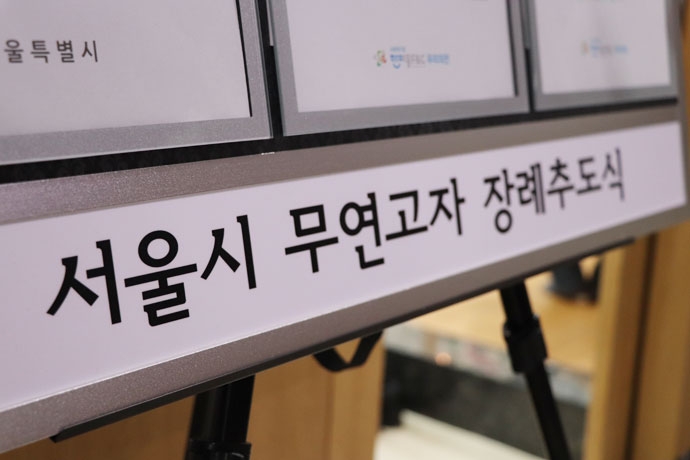 울특별시
서울시 무연고자 장례추도식